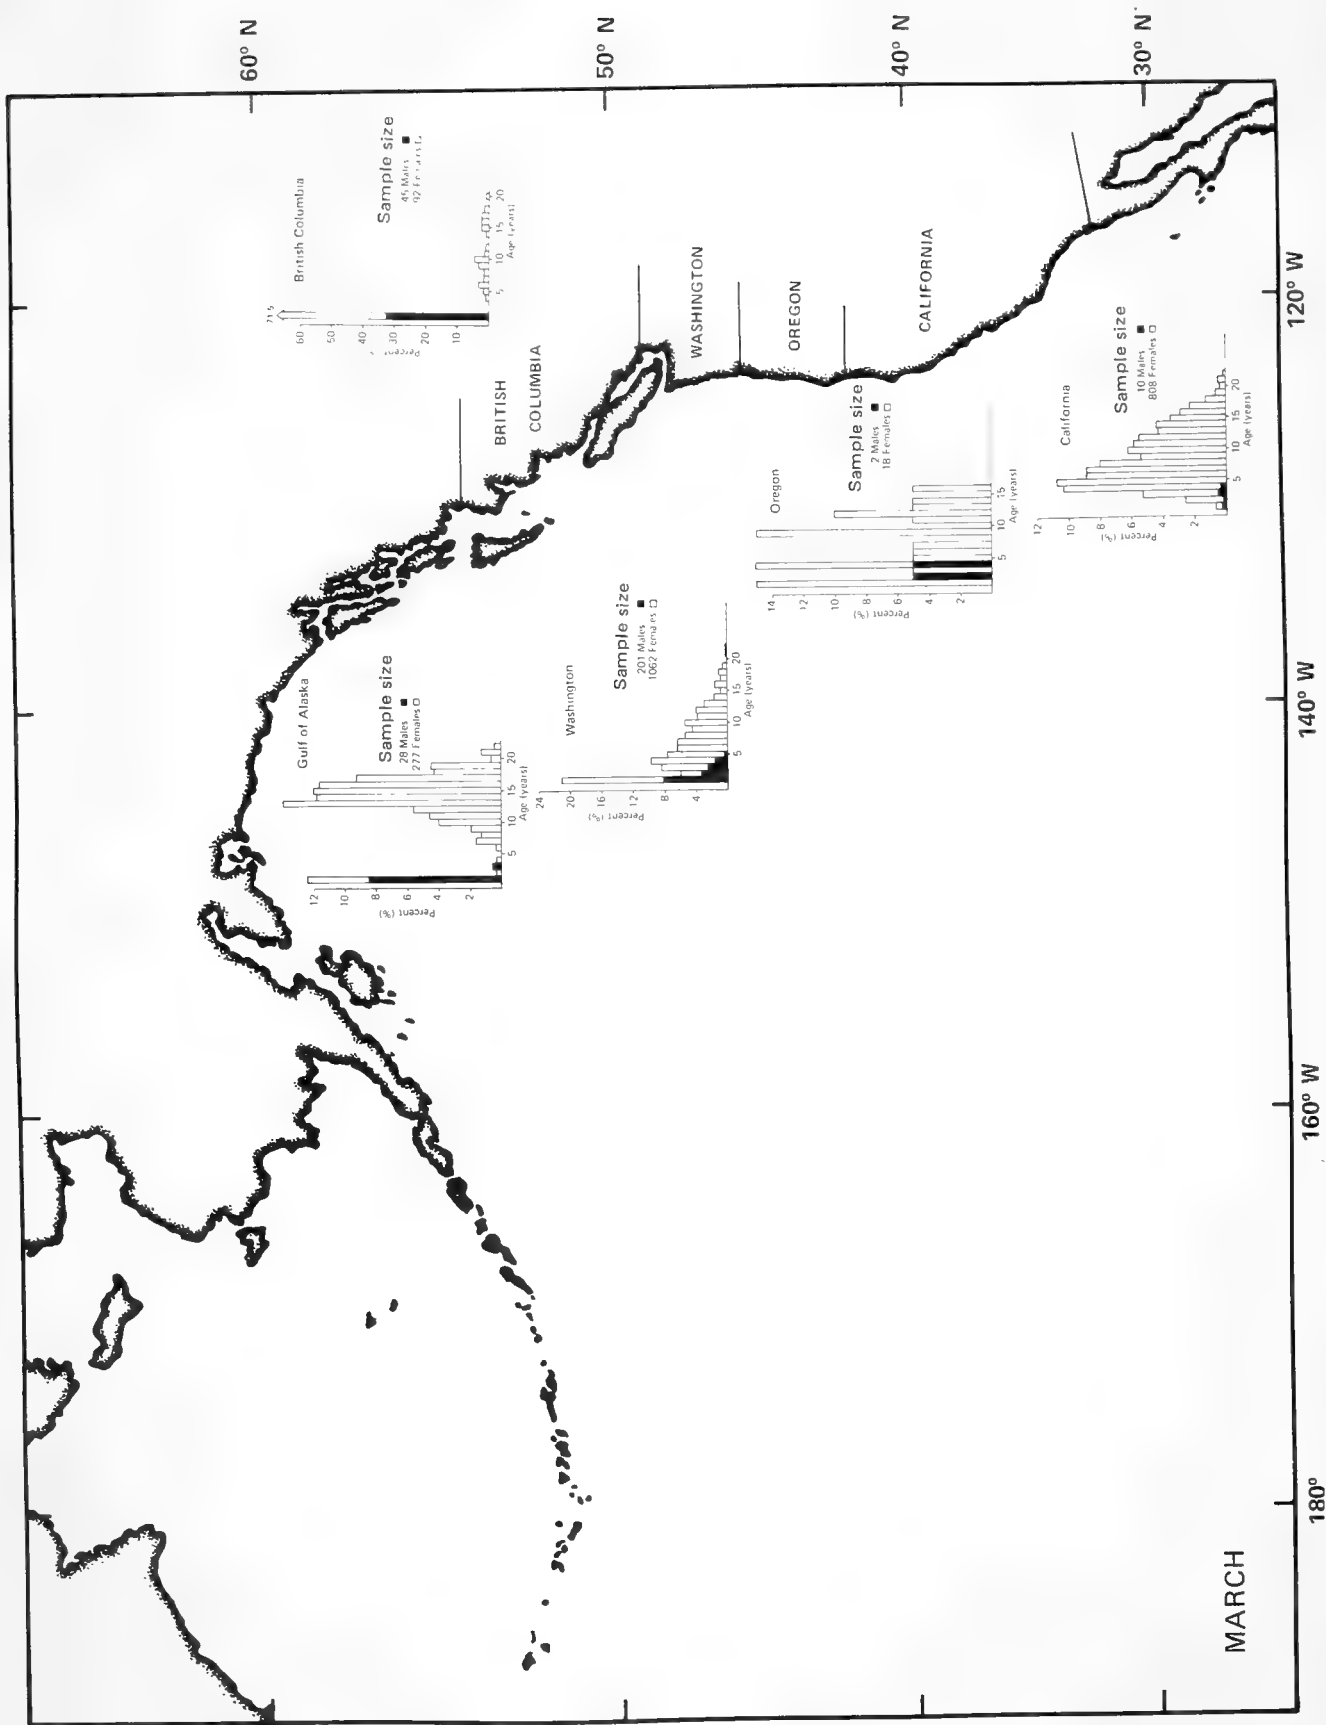 60° N
50° N
40° N
30° N
British Columbia
Sample size
45 Males
71.5
60
50
40
30
20
10
Percent
5
10
15
20
Age (years)
BRITISH
COLUMBIA
WASHINGTON
OREGON
CALIFORNIA
Gulf of Alaska
Sample size
28 Males
277 Females
12
10
8
6
4
2
Percent (%)
5
10
15
20
Age (years)
Washington
Sample size
201 Males
1062 Females
24
20
16
12
8
4
Percent (%)
5
10
15
20
Age (years)
Oregon
Sample size
2 Males
18 Females
14
12
10
8
6
4
2
Percent (%)
5
10
15
Age (years)
California
Sample size
10 Males
808 Females
12
10
8
6
4
2
Percent (%)
5
10
15
20
Age (years)
MARCH
180°
160° W
140° W
120° W